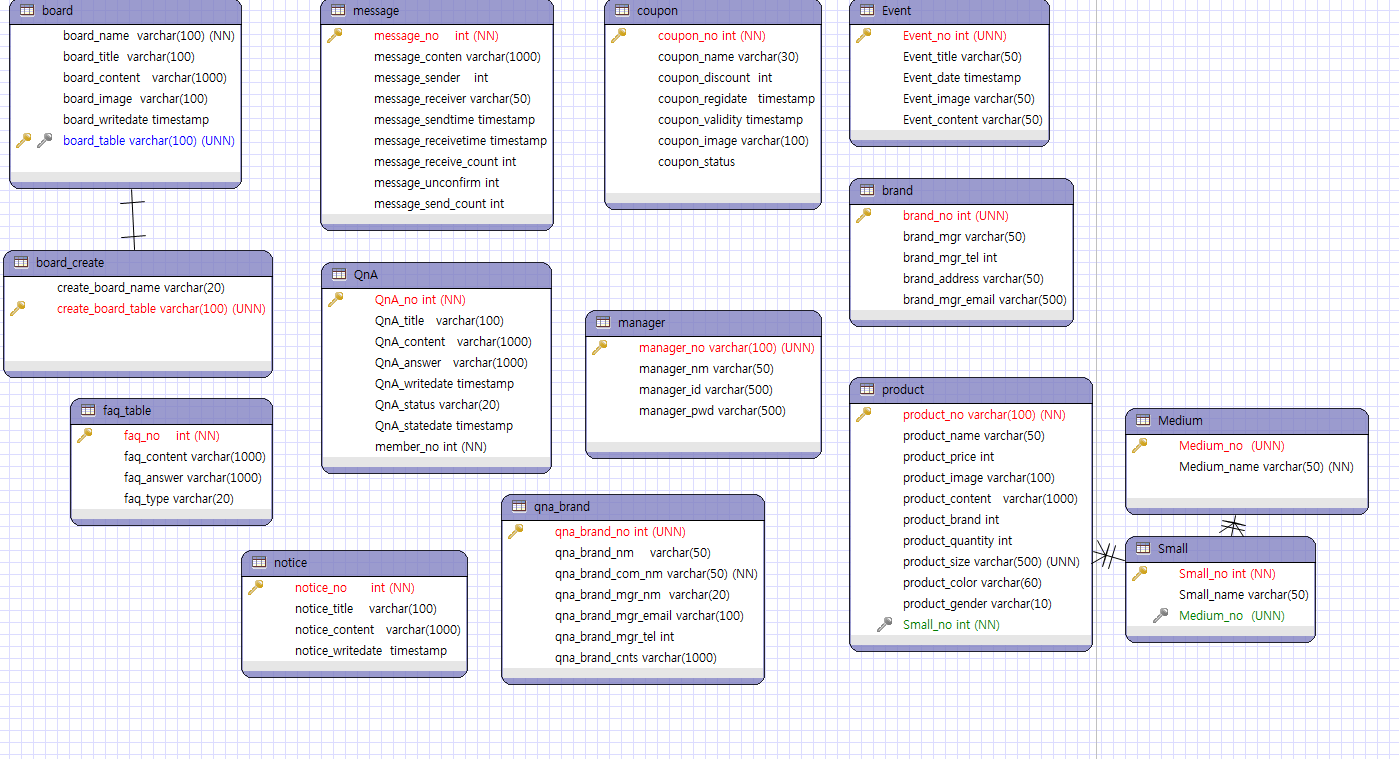 board
board_name varchar(100) (NN)
board_title varchar(100)
board_content varchar(1000)
board_image varchar(100)
board_writedate timestamp
board_table varchar(100) (UNN)
message
message_no int (NN)
message_conten varchar(1000)
message_sender int
message_receiver varchar(50)
message_sendtime timestamp
message_receivetime timestamp
message_receive_count int
message_unconfirm int
message_send_count int
coupon
coupon_no int (NN)
coupon_name varchar(30)
coupon_discount int
coupon_regidate timestamp
coupon_validity timestamp
coupon_image varchar(100)
coupon_status
Event
Event_no int (UNN)
Event_title varchar(50)
Event_date timestamp
Event_image varchar(50)
Event_content varchar(50)
brand
brand_no int (UNN)
brand_mgr varchar(50)
brand_mgr_tel int
brand_address varchar(50)
brand_mgr_email varchar(500)
board_create
create_board_name varchar(20)
create_board_table varchar(100) (UNN)
QnA
QnA_no int (NN)
QnA_title varchar(100)
QnA_content varchar(1000)
QnA_answer varchar(1000)
QnA_writedate timestamp
QnA_status varchar(20)
QnA_statedate timestamp
member_no int (NN)
manager
manager_no varchar(100) (UNN)
manager_nm varchar(50)
manager_id varchar(500)
manager_pwd varchar(500)
product
product_no varchar(100) (NN)
product_name varchar(50)
product_price int
product_image varchar(100)
product_content varchar(1000)
product_brand int
product_quantity int
product_size varchar(500) (UNN)
product_color varchar(60)
product_gender varchar(10)
Small_no int (NN)
Medium
Medium_no (UNN)
Medium_name varchar(50) (NN)
faq_table
faq_no int (NN)
faq_content varchar(1000)
faq_answer varchar(1000)
faq_type varchar(20)
qna_brand
qna_brand_no int (UNN)
qna_brand_nm varchar(50)
qna_brand_com_nm varchar(50) (NN)
qna_brand_mgr_nm varchar(20)
qna_brand_mgr_email varchar(100)
qna_brand_mgr_tel int
qna_brand_cnts varchar(1000)
Small
Small_no int (NN)
Small_name varchar(50)
Medium_no (UNN)
notice
notice_no int (NN)
notice_title varchar(100)
notice_content varchar(1000)
notice_writedate timestamp